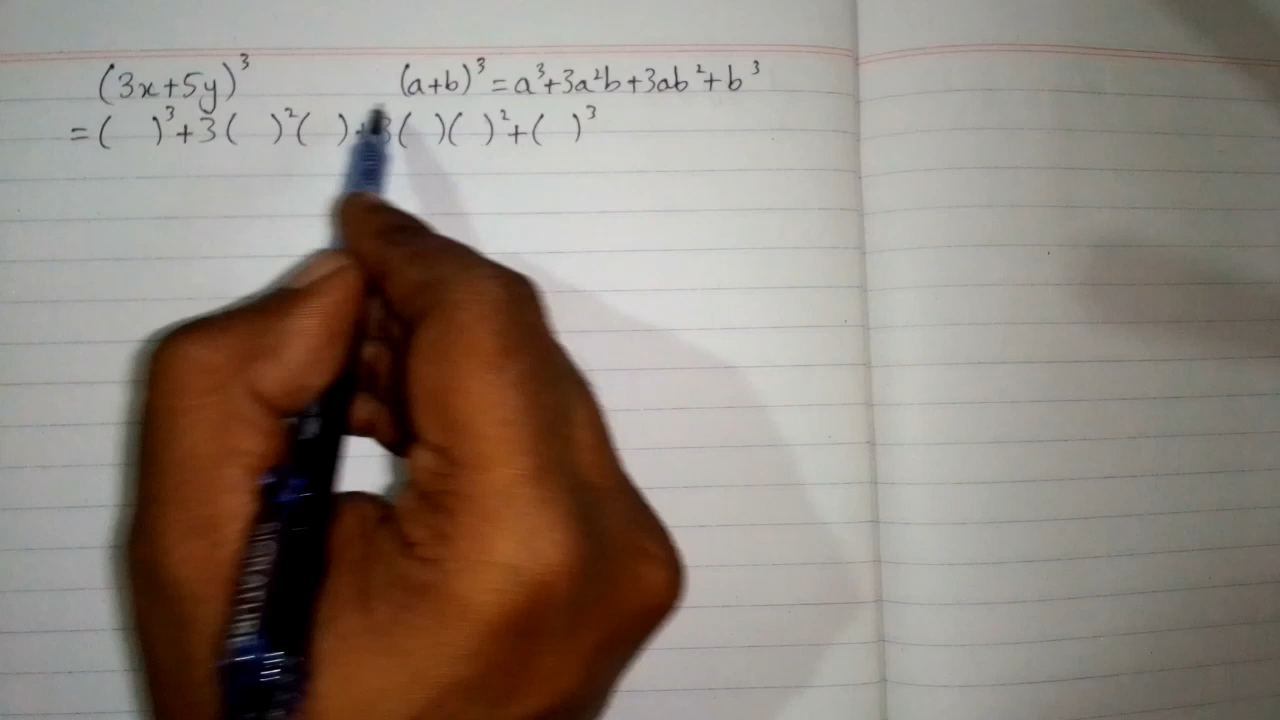 (3x+5y)³ (a+b)³ = a³+3a²b+3ab²+b³
= ( )³+3( )²( )+3( )( )²+( )³